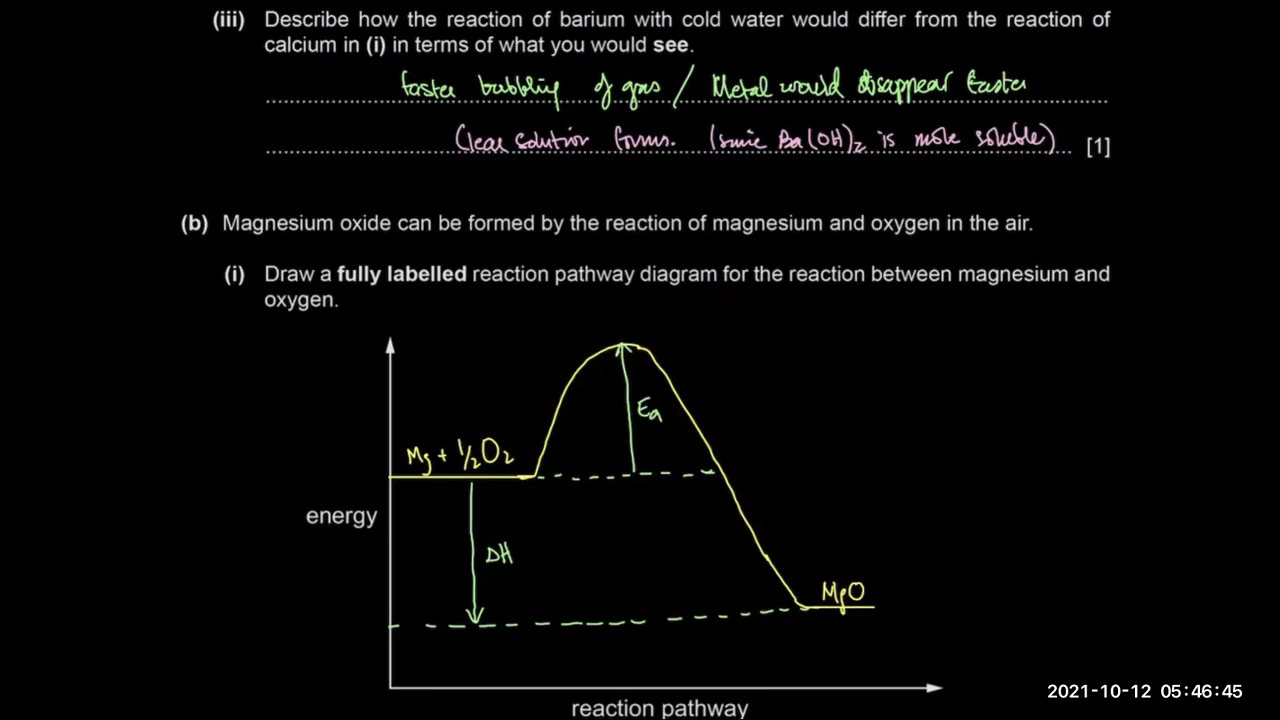 (iii) Describe how the reaction of barium with cold water would differ from the reaction of
calcium in (i) in terms of what you would see.
faster bubbling of gas / Metal would disappear faster
Clear solution forms. (since Ba(OH)₂ is more soluble) [1]
(b) Magnesium oxide can be formed by the reaction of magnesium and oxygen in the air.
(i) Draw a fully labelled reaction pathway diagram for the reaction between magnesium and
oxygen.
Ea
Mg + ½O₂
energy
ΔH
MgO
reaction pathway
2021-10-12 05:46:45